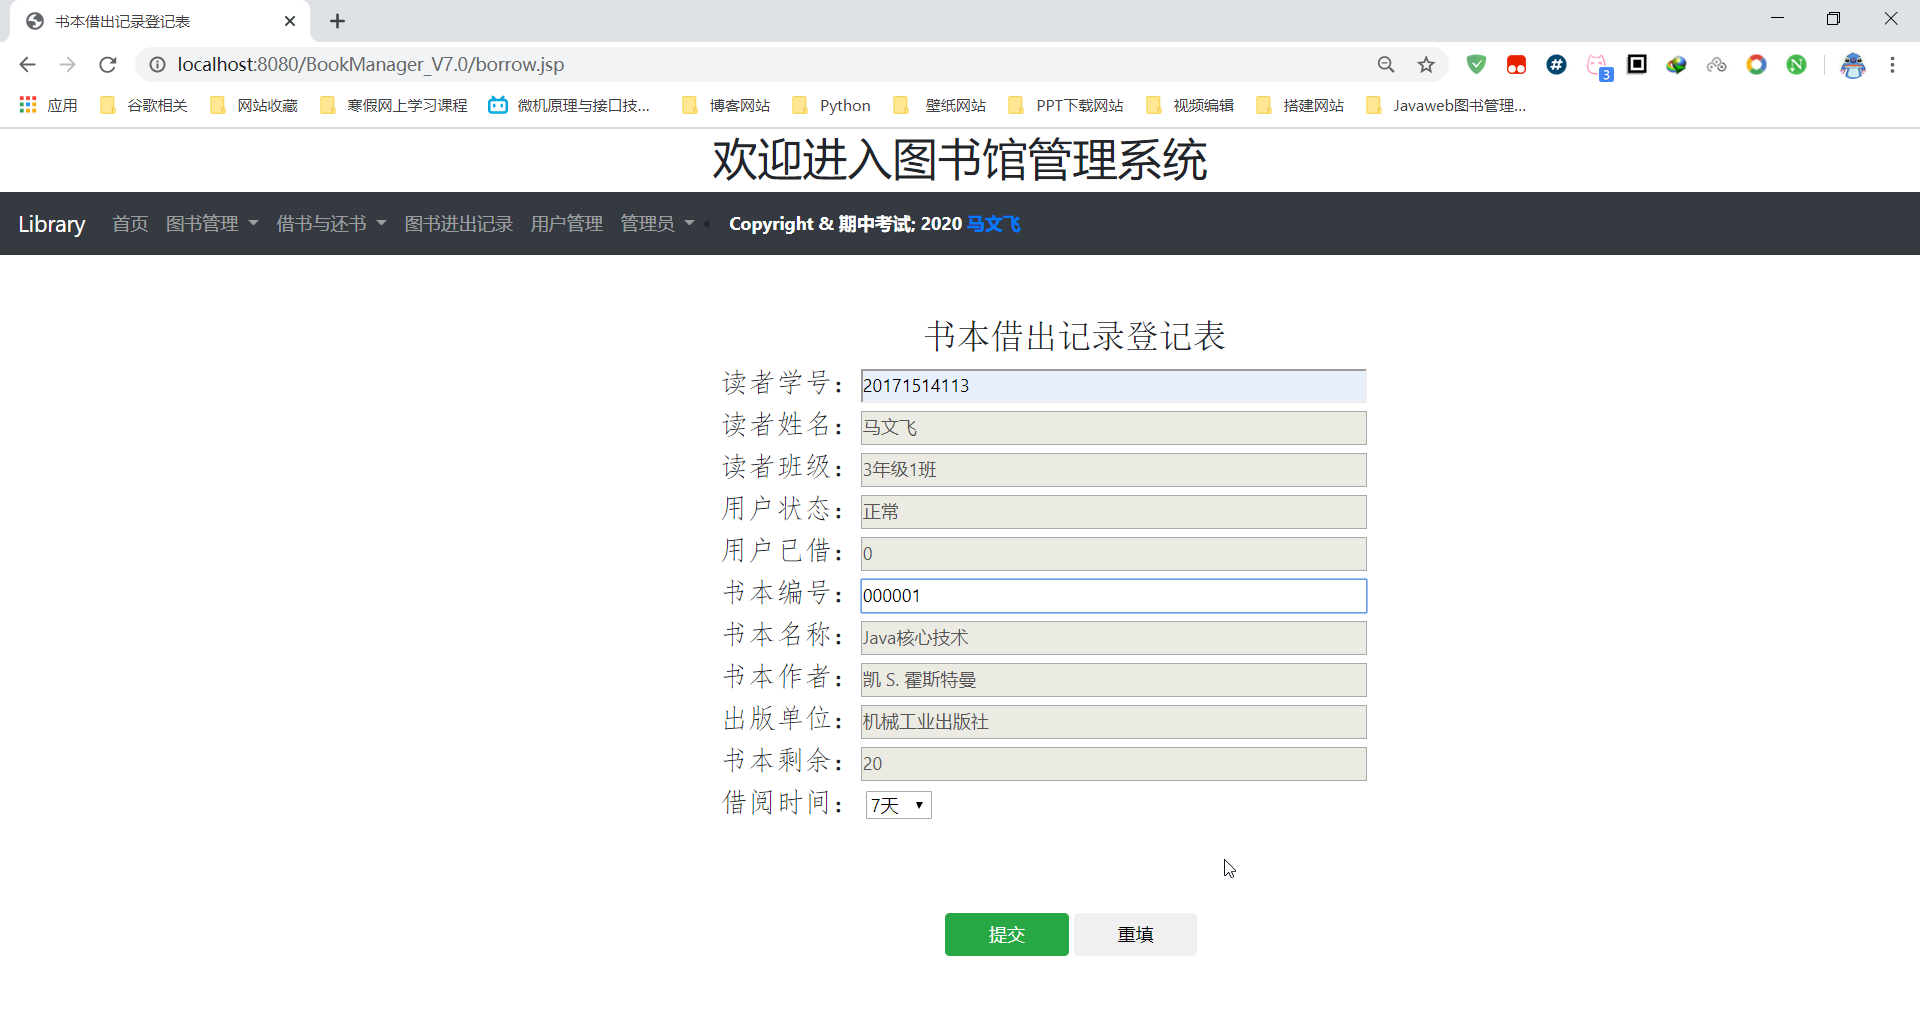 书本借出记录登记表
localhost:8080/BookManager_V7.0/borrow.jsp
3
应用 谷歌相关 网站收藏 寒假网上学习课程 微机原理与接口技... 博客网站 Python 壁纸网站 PPT下载网站 视频编辑 搭建网站 Javaweb图书管理...
欢迎进入图书馆管理系统
Library 首页 图书管理 借书与还书 图书进出记录 用户管理 管理员 Copyright & 期中考试; 2020 马文飞
书本借出记录登记表
读者学号： 20171514113
读者姓名： 马文飞
读者班级： 3年级1班
用户状态： 正常
用户已借： 0
书本编号： 000001
书本名称： Java核心技术
书本作者： 凯 S. 霍斯特曼
出版单位： 机械工业出版社
书本剩余： 20
借阅时间： 7天
提交 重填